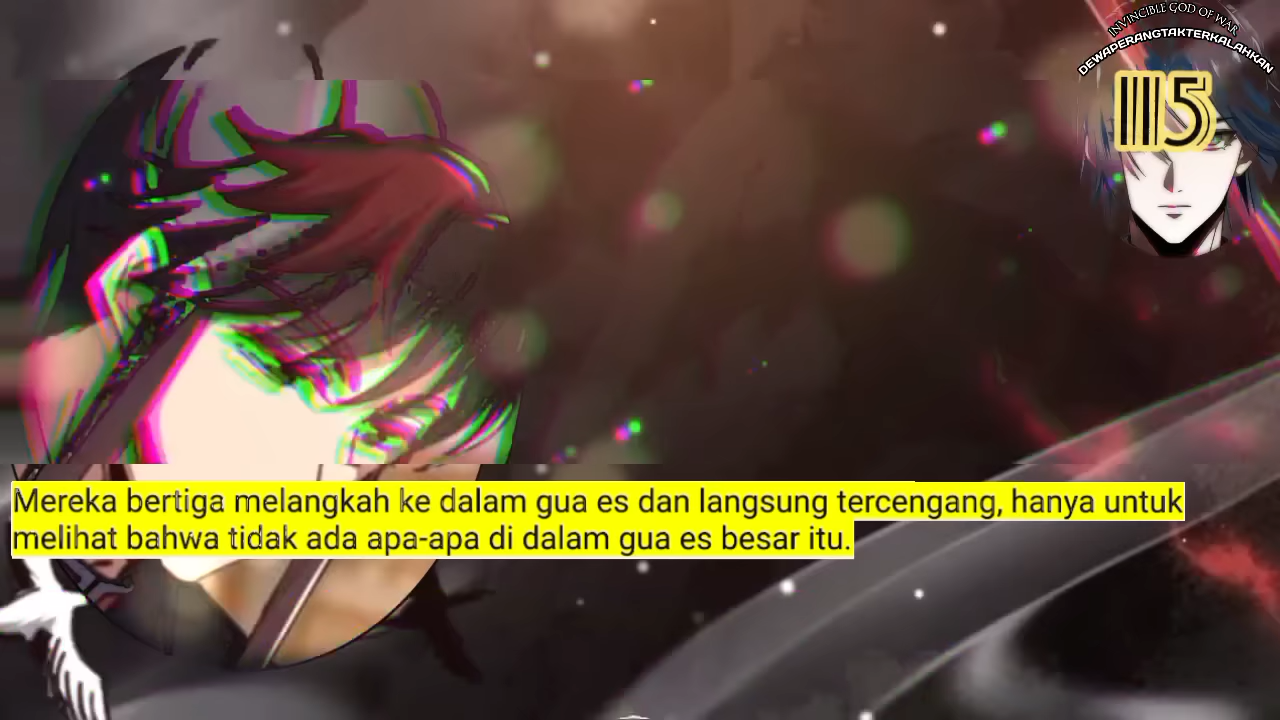 INVINCIBLE GOD OF WAR
DEWAPERANGTAKTERKALAHKAN
115
Mereka bertiga melangkah ke dalam gua es dan langsung tercengang, hanya untuk
melihat bahwa tidak ada apa-apa di dalam gua es besar itu.